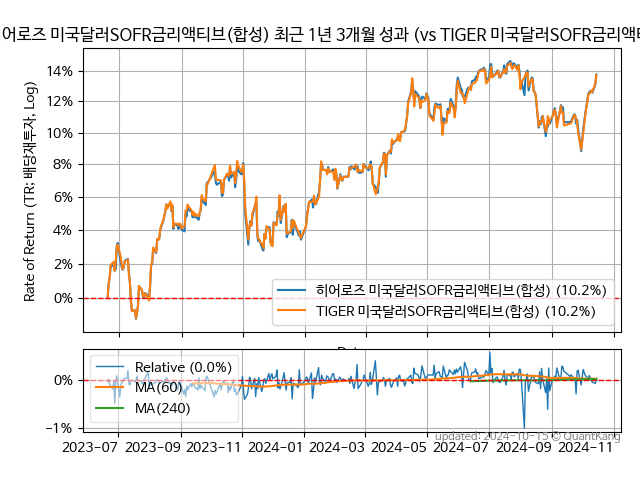 어로즈 미국달러SOFR금리액티브(합성) 최근 1년 3개월 성과 (vs TIGER 미국달러SOFR금리액티
Rate of Return (TR: 배당재투자, Log)
14%
12%
10%
8%
6%
4%
2%
0%
히어로즈 미국달러SOFR금리액티브(합성) (10.2%)
TIGER 미국달러SOFR금리액티브(합성) (10.2%)
0%
-1%
Relative (0.0%)
MA(60)
MA(240)
updated: 2024-10-15 © QuantKang
2023-07 2023-09 2023-11 2024-01 2024-03 2024-05 2024-07 2024-09 2024-11